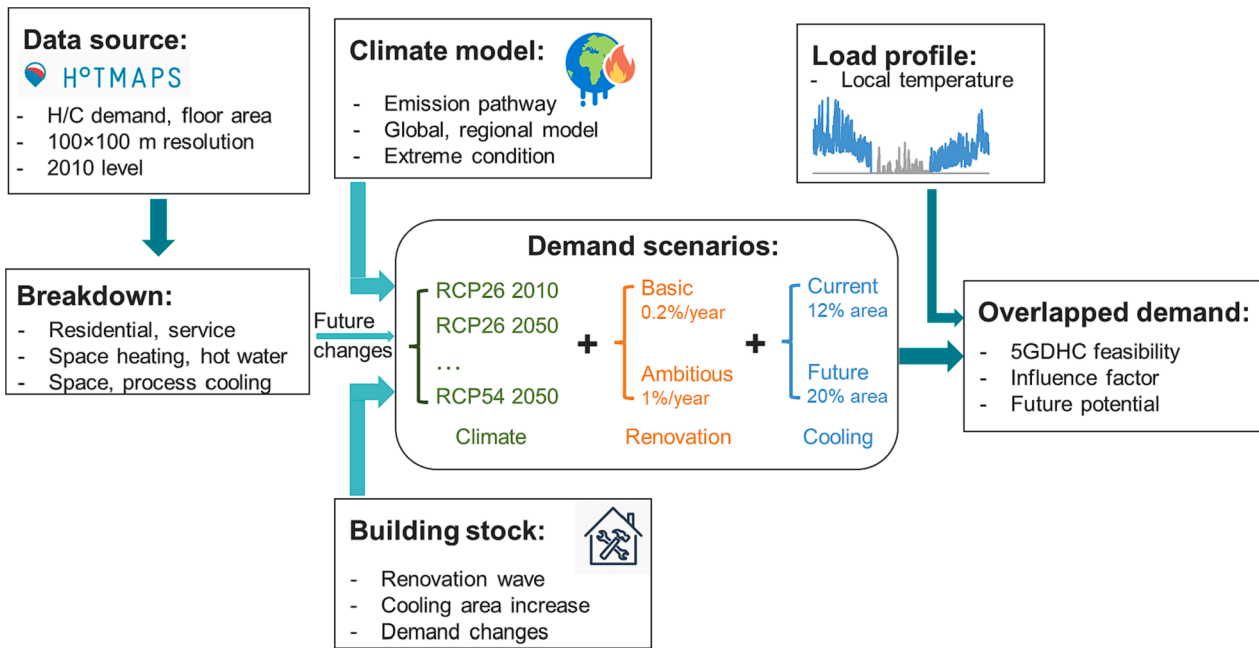 Data source:
HOTMAPS
- H/C demand, floor area
- 100×100 m resolution
- 2010 level
Climate model:
- Emission pathway
- Global, regional model
- Extreme condition
Load profile:
- Local temperature
Breakdown:
- Residential, service
- Space heating, hot water
- Space, process cooling
Future
changes
Demand scenarios:
RCP26 2010
RCP26 2050
...
RCP54 2050
Climate
+
Basic
0.2%/year
Ambitious
1%/year
Renovation
+
Current
12% area
Future
20% area
Cooling
Overlapped demand:
- 5GDHC feasibility
- Influence factor
- Future potential
Building stock:
- Renovation wave
- Cooling area increase
- Demand changes